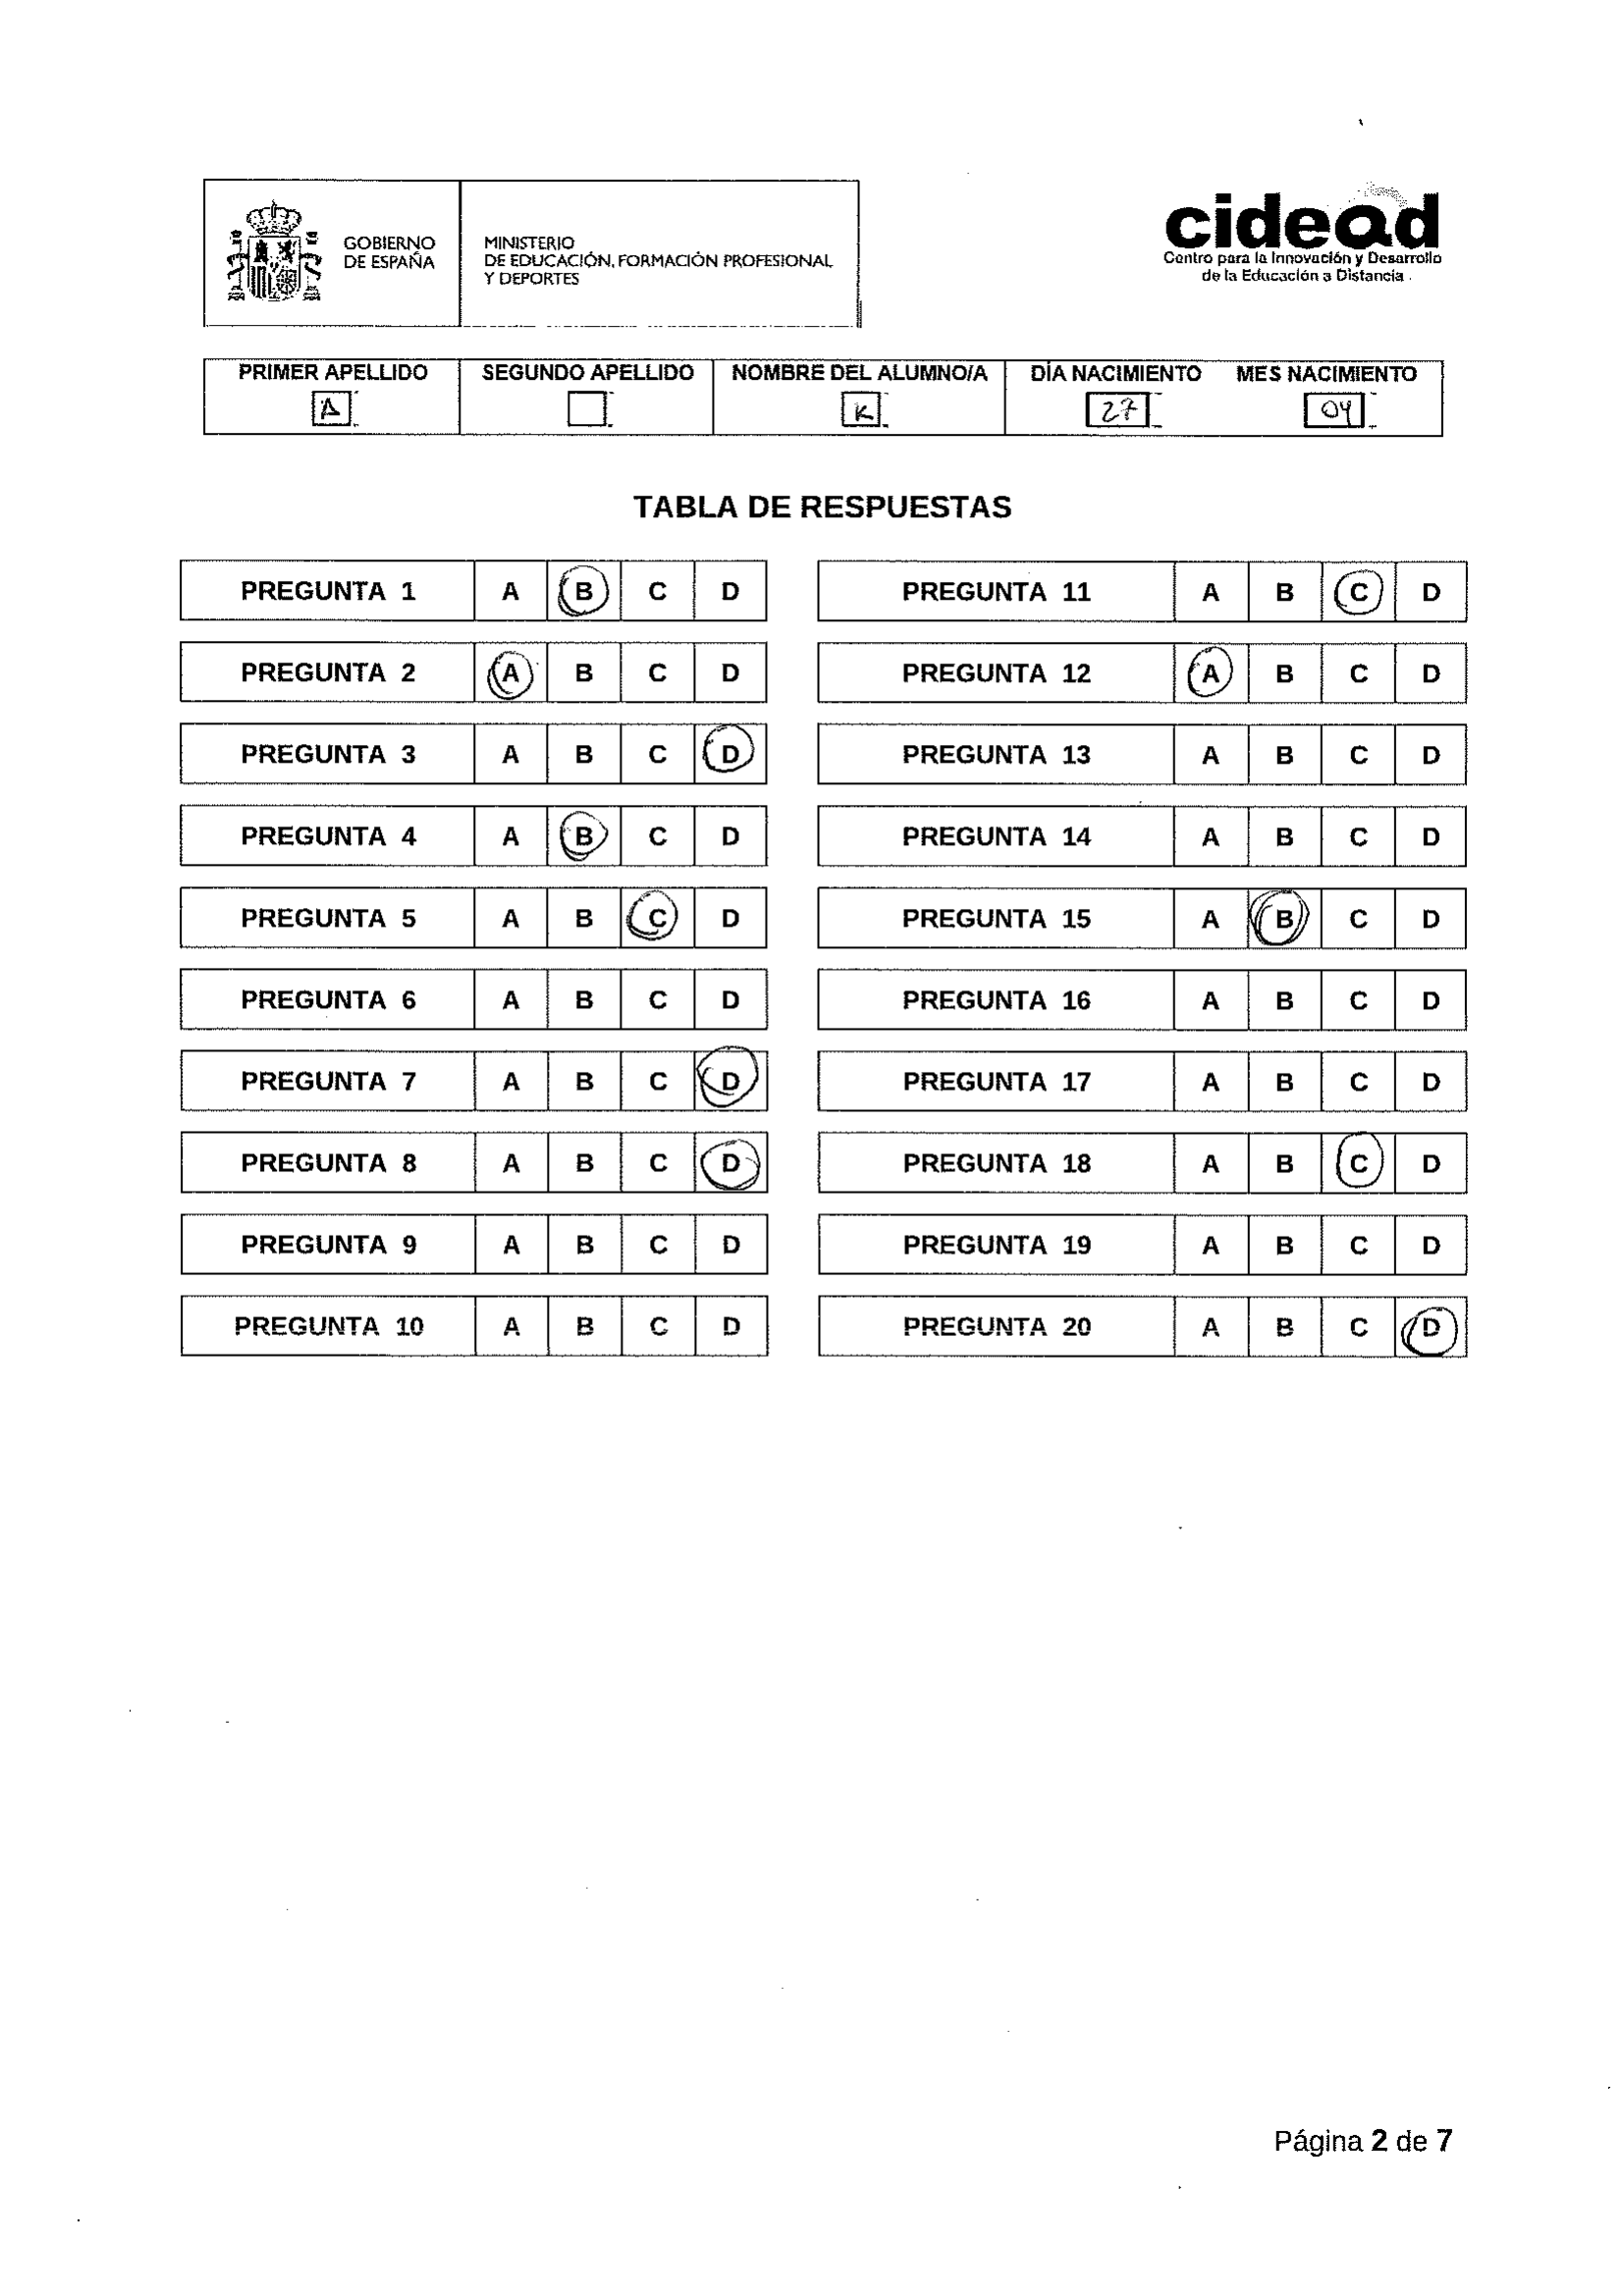 GOBIERNO
DE ESPAÑA
MINISTERIO
DE EDUCACIÓN, FORMACIÓN PROFESIONAL
Y DEPORTES
cidead
Centro para la Innovación y Desarrollo
de la Educación a Distancia
PRIMER APELLIDO SEGUNDO APELLIDO NOMBRE DEL ALUMNO/A DÍA NACIMIENTO MES NACIMIENTO
A K 27 04
TABLA DE RESPUESTAS
PREGUNTA 1 A B C D PREGUNTA 11 A B C D
PREGUNTA 2 A B C D PREGUNTA 12 A B C D
PREGUNTA 3 A B C D PREGUNTA 13 A B C D
PREGUNTA 4 A B C D PREGUNTA 14 A B C D
PREGUNTA 5 A B C D PREGUNTA 15 A B C D
PREGUNTA 6 A B C D PREGUNTA 16 A B C D
PREGUNTA 7 A B C D PREGUNTA 17 A B C D
PREGUNTA 8 A B C D PREGUNTA 18 A B C D
PREGUNTA 9 A B C D PREGUNTA 19 A B C D
PREGUNTA 10 A B C D PREGUNTA 20 A B C D
Página 2 de 7